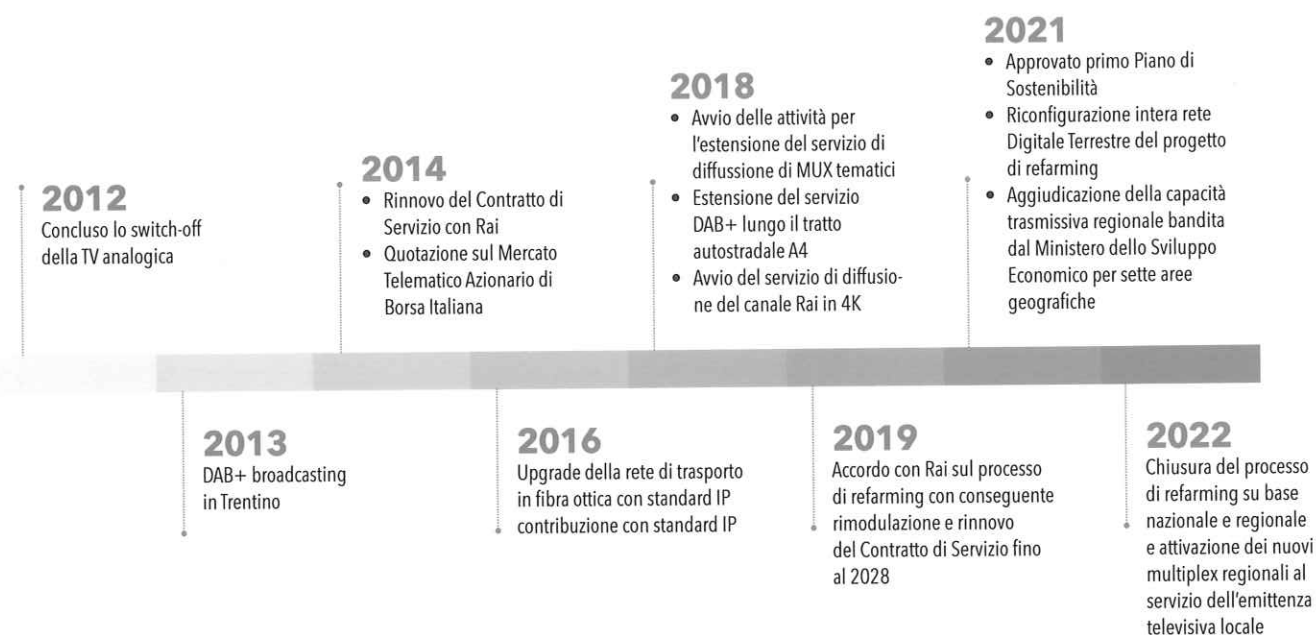 2012
Concluso lo switch-off
della TV analogica
2013
DAB+ broadcasting
in Trentino
2014
• Rinnovo del Contratto di
Servizio con Rai
• Quotazione sul Mercato
Telematico Azionario di
Borsa Italiana
2016
Upgrade della rete di trasporto
in fibra ottica con standard IP
contribuzione con standard IP
2018
• Avvio delle attività per
l'estensione del servizio di
diffussione di MUX tematici
• Estensione del servizio
DAB+ lungo il tratto
autostradale A4
• Avvio del servizio di diffusio-
ne del canale Rai in 4K
2019
Accordo con Rai sul processo
di refarming con conseguente
rimodulazione e rinnovo
del Contratto di Servizio fino
al 2028
2021
• Approvato primo Piano di
Sostenibilità
• Riconfigurazione intera rete
Digitale Terrestre del progetto
di refarming
• Aggiudicazione della capacità
trasmissiva regionale bandita
dal Ministero dello Sviluppo
Economico per sette aree
geografiche
2022
Chiusura del processo
di refarming su base
nazionale e regionale
e attivazione dei nuovi
multiplex regionali al
servizio dell'emittenza
televisiva locale